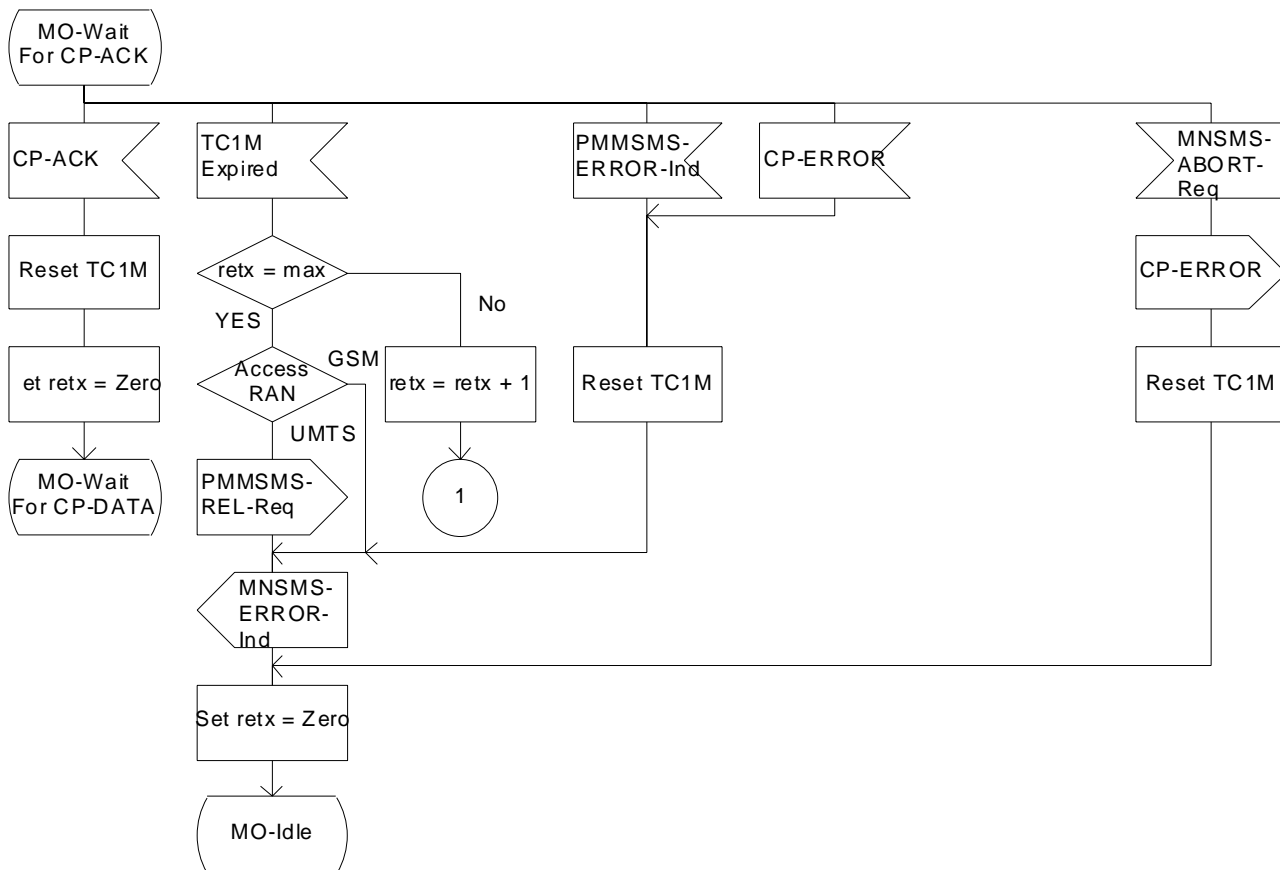 MO-Wait
For CP-ACK
CP-ACK
TC1M
Expired
PMMSMS-
ERROR-Ind
CP-ERROR
MNSMS-
ABORT-
Req
Reset TC1M
retx = max
CP-ERROR
No
YES
et retx = Zero
Access
RAN
GSM
retx = retx + 1
Reset TC1M
Reset TC1M
UMTS
MO-Wait
For CP-DATA
PMMSMS-
REL-Req
1
MNSMS-
ERROR-
Ind
Set retx = Zero
MO-Idle